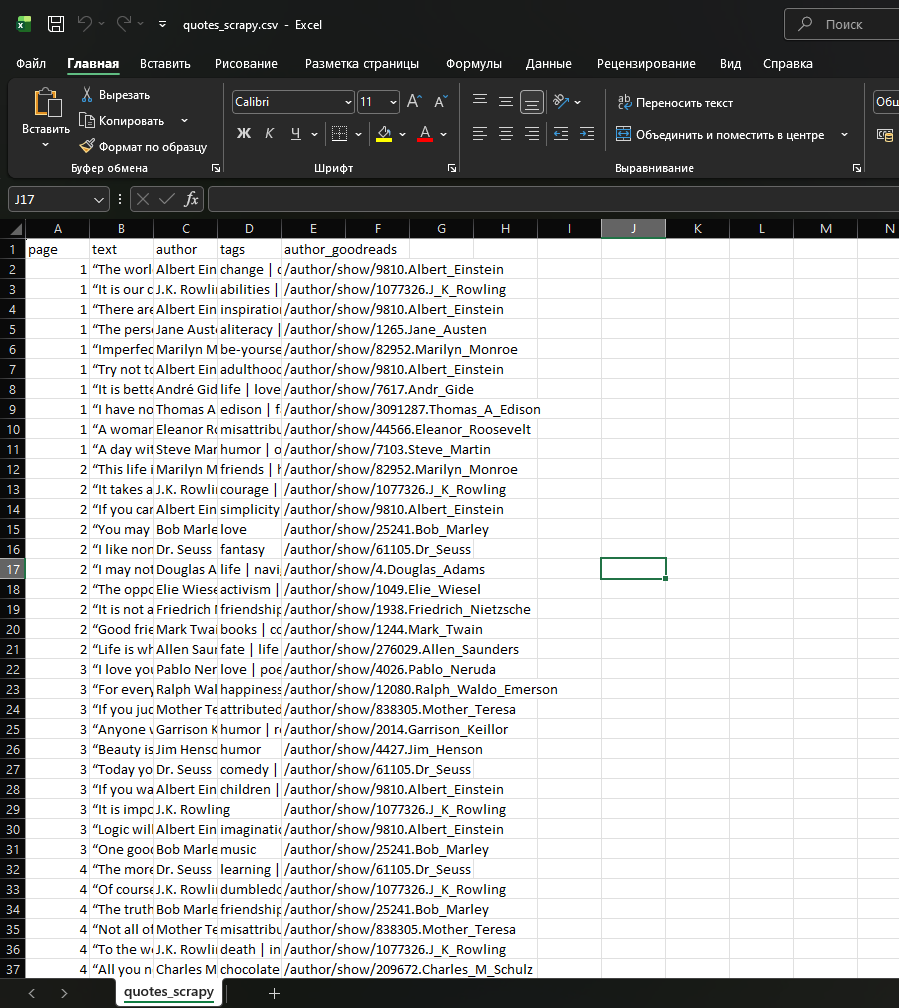 quotes_scrapy.csv - Excel
Поиск
Файл Главная Вставить Рисование Разметка страницы Формулы Данные Рецензирование Вид Справка
Вставить
Вырезать
Копировать
Формат по образцу
Буфер обмена
Calibri 11
Ж К Ч
Шрифт
Переносить текст
Объединить и поместить в центре
Выравнивание
Общ
J17 fx
A B C D E F G H I J K L M N
1 page text author tags author_goodreads
2 1 “The worl Albert Ein change | c /author/show/9810.Albert_Einstein
3 1 “It is our c J.K. Rowlin abilities | /author/show/1077326.J_K_Rowling
4 1 “There are Albert Ein inspiration /author/show/9810.Albert_Einstein
5 1 “The pers Jane Auste aliteracy | /author/show/1265.Jane_Austen
6 1 “Imperfec Marilyn M be-yourse /author/show/82952.Marilyn_Monroe
7 1 “Try not to Albert Ein adulthood /author/show/9810.Albert_Einstein
8 1 “It is bette André Gid life | love /author/show/7617.Andr_Gide
9 1 “I have no Thomas A edison | f /author/show/3091287.Thomas_A_Edison
10 1 “A woman Eleanor Ro misattribu /author/show/44566.Eleanor_Roosevelt
11 1 “A day wit Steve Mar humor | o /author/show/7103.Steve_Martin
12 2 “This life i Marilyn M friends | h /author/show/82952.Marilyn_Monroe
13 2 “It takes a J.K. Rowlin courage | /author/show/1077326.J_K_Rowling
14 2 “If you can Albert Ein simplicity /author/show/9810.Albert_Einstein
15 2 “You may Bob Marle love /author/show/25241.Bob_Marley
16 2 “I like non Dr. Seuss fantasy /author/show/61105.Dr_Seuss
17 2 “I may not Douglas A life | navi /author/show/4.Douglas_Adams
18 2 “The oppo Elie Wiese activism | /author/show/1049.Elie_Wiesel
19 2 “It is not a Friedrich N friendship /author/show/1938.Friedrich_Nietzsche
20 2 “Good frie Mark Twai books | co /author/show/1244.Mark_Twain
21 2 “Life is wh Allen Saun fate | life /author/show/276029.Allen_Saunders
22 3 “I love you Pablo Ner love | poe /author/show/4026.Pablo_Neruda
23 3 “For every Ralph Wal happiness /author/show/12080.Ralph_Waldo_Emerson
24 3 “If you jud Mother Te attributed /author/show/838305.Mother_Teresa
25 3 “Anyone w Garrison K humor | r /author/show/2014.Garrison_Keillor
26 3 “Beauty is Jim Henso humor /author/show/4427.Jim_Henson
27 3 “Today yo Dr. Seuss comedy | /author/show/61105.Dr_Seuss
28 3 “If you wa Albert Ein children | /author/show/9810.Albert_Einstein
29 3 “It is impo J.K. Rowling /author/show/1077326.J_K_Rowling
30 3 “Logic will Albert Ein imaginatio /author/show/9810.Albert_Einstein
31 3 “One good Bob Marle music /author/show/25241.Bob_Marley
32 4 “The more Dr. Seuss learning | /author/show/61105.Dr_Seuss
33 4 “Of course J.K. Rowlin dumbledo /author/show/1077326.J_K_Rowling
34 4 “The truth Bob Marle friendship /author/show/25241.Bob_Marley
35 4 “Not all of Mother Te misattribu /author/show/838305.Mother_Teresa
36 4 “To the we J.K. Rowlin death | in /author/show/1077326.J_K_Rowling
37 4 “All you n Charles M chocolate /author/show/209672.Charles_M_Schulz
quotes_scrapy